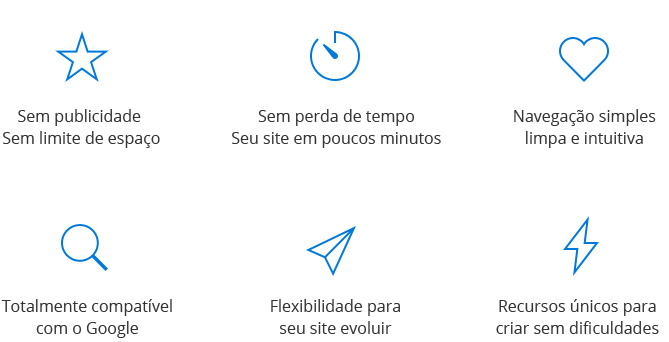 Sem publicidade
Sem limite de espaço
Sem perda de tempo
Seu site em poucos minutos
Navegação simples
limpa e intuitiva
Totalmente compatível
com o Google
Flexibilidade para
seu site evoluir
Recursos únicos para
criar sem dificuldades